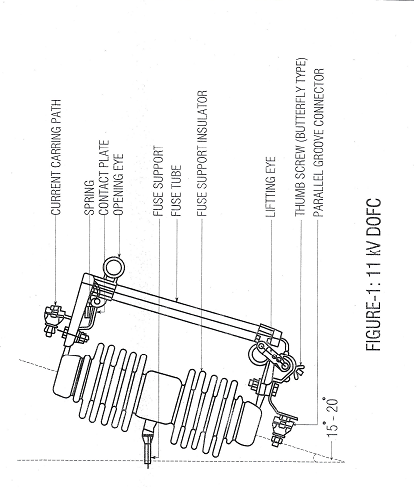 CURRENT CARRING PATH
SPRING
CONTACT PLATE
OPENING EYE
FUSE SUPPORT
FUSE TUBE
FUSE SUPPORT INSULATOR
LIFTTING EYE
THUMB SCREW (BUTTERFLY TYPE)
PARALLEL GROOVE CONNECTOR
15°- 20°
FIGURE-1: 11 kV DOFC